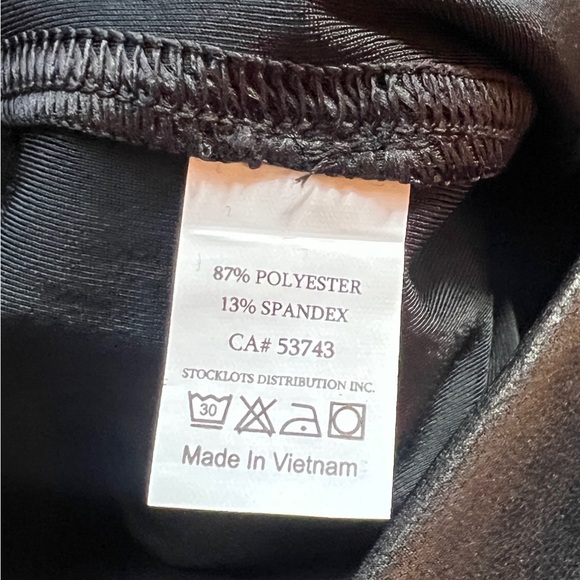 87% POLYESTER
13% SPANDEX
CA# 53743
STOCKLOTS DISTRIBUTION INC.
30
Made In Vietnam